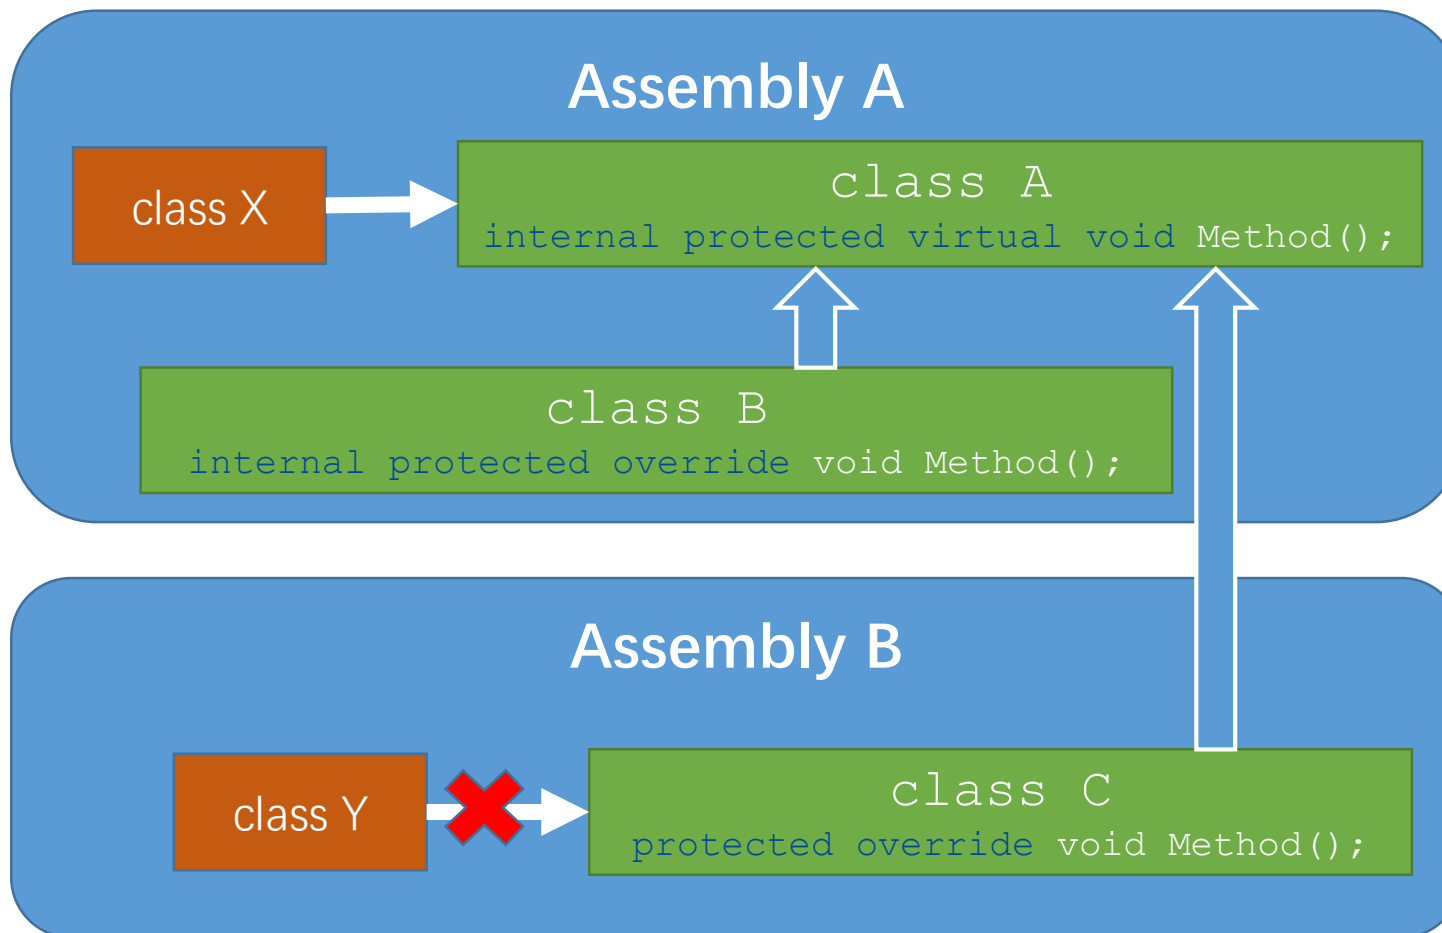 Assembly A
class X
class A
internal protected virtual void Method();
class B
internal protected override void Method();
Assembly B
class Y
class C
protected override void Method();